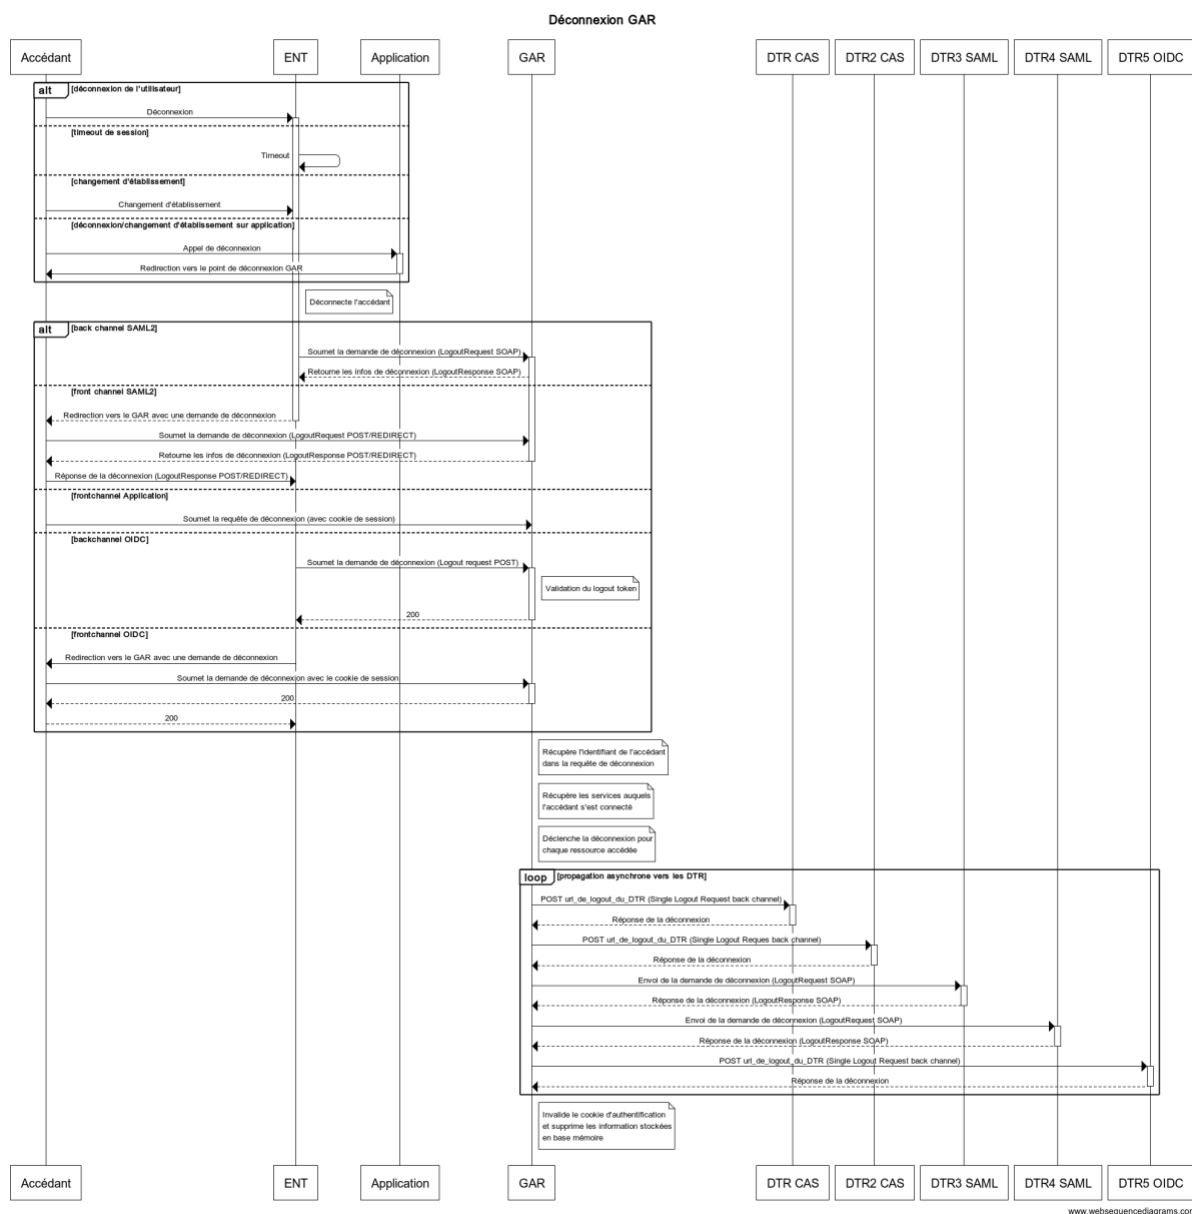 Déconnexion GAR
Accédant
ENT
Application
GAR
DTR CAS
DTR2 CAS
DTR3 SAML
DTR4 SAML
DTR5 OIDC
alt
[déconnexion de l'utilisateur]
Déconnexion
[timeout de session]
Timeout
[changement d'établissement]
Changement d'établissement
[déconnexion/changement d'établissement sur application]
Appel de déconnexion
Redirection vers le point de déconnexion GAR
Déconnecte l'accédant
alt
[back channel SAML2]
Soumet la demande de déconnexion (LogoutRequest SOAP)
Retourne les infos de déconnexion (LogoutResponse SOAP)
[front channel SAML2]
Redirection vers le GAR avec une demande de déconnexion
Soumet la demande de déconnexion (LogoutRequest POST/REDIRECT)
Retourne les infos de déconnexion (LogoutResponse POST/REDIRECT)
Réponse de la déconnexion (LogoutResponse POST/REDIRECT)
[frontchannel Application]
Soumet la requête de déconnexion (avec cookie de session)
[backchannel OIDC]
Soumet la demande de déconnexion (Logout request POST)
Validation du logout token
200
[frontchannel OIDC]
Redirection vers le GAR avec une demande de déconnexion
Soumet la demande de déconnexion avec le cookie de session
200
200
Récupère l'identifiant de l'accédant
dans la requête de déconnexion
Récupère les services auquels
l'accédant s'est connecté
Déclenche la déconnexion pour
chaque ressource accédée
loop
[propagation asynchrone vers les DTR]
POST url_de_logout_du_DTR (Single Logout Request back channel)
Réponse de la déconnexion
POST url_de_logout_du_DTR (Single Logout Reques back channel)
Réponse de la déconnexion
Envoi de la demande de déconnexion (LogoutRequest SOAP)
Réponse de la déconnexion (LogoutResponse SOAP)
Envoi de la demande de déconnexion (LogoutRequest SOAP)
Réponse de la déconnexion (LogoutResponse SOAP)
POST url_de_logout_du_DTR (Single Logout Request back channel)
Réponse de la déconnexion
Invalide le cookie d'authentification
et supprime les information stockées
en base mémoire
Accédant
ENT
Application
GAR
DTR CAS
DTR2 CAS
DTR3 SAML
DTR4 SAML
DTR5 OIDC
www.websequencediagrams.com